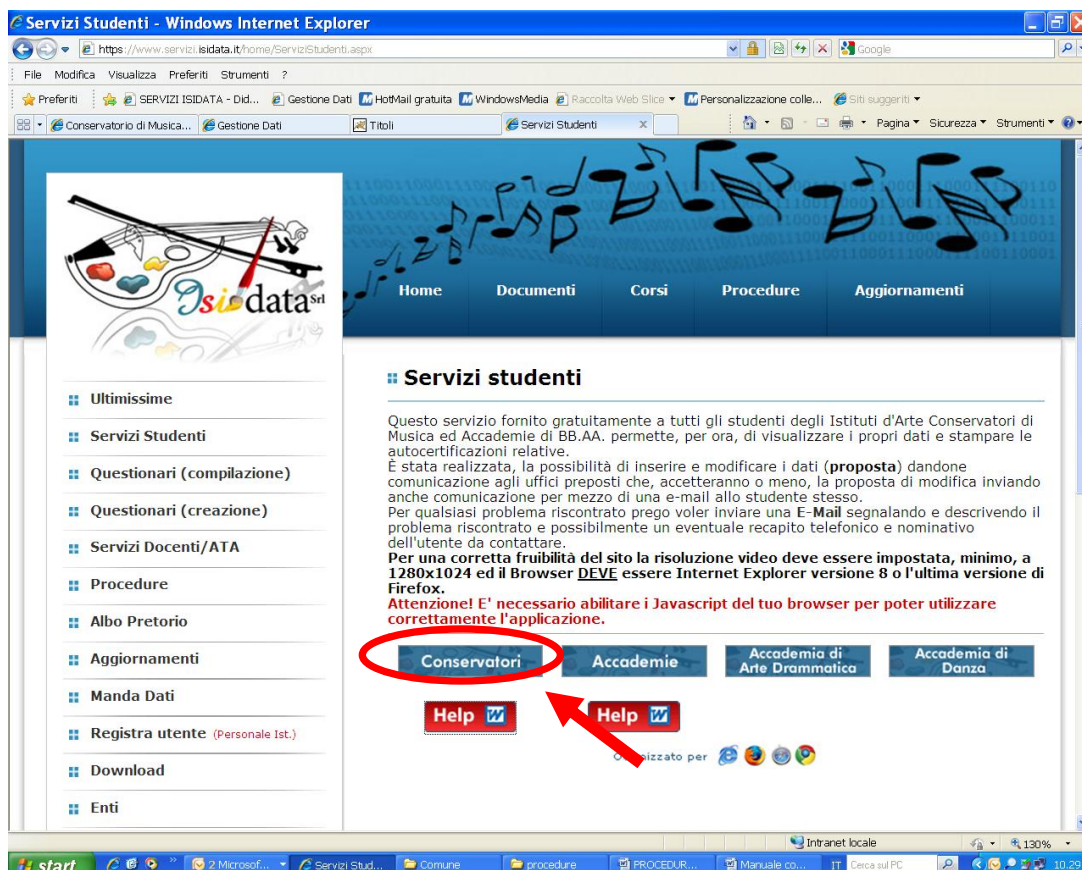 Servizi Studenti - Windows Internet Explorer
https://www.servizi.isidata.it/home/ServiziStudenti.aspx
Google
File Modifica Visualizza Preferiti Strumenti ?
Preferiti SERVIZI ISIDATA - Did... Gestione Dati HotMail gratuita WindowsMedia Raccolta Web Slice Personalizzazione colle... Siti suggeriti
Conservatorio di Musica... Gestione Dati Titoli Servizi Studenti X Pagina Sicurezza Strumenti
Isidata Srl
Home Documenti Corsi Procedure Aggiornamenti
Ultimissime
Servizi Studenti
Questionari (compilazione)
Questionari (creazione)
Servizi Docenti/ATA
Procedure
Albo Pretorio
Aggiornamenti
Manda Dati
Registra utente (Personale Ist.)
Download
Enti
Servizi studenti
Questo servizio fornito gratuitamente a tutti gli studenti degli Istituti d'Arte Conservatori di
Musica ed Accademie di BB.AA. permette, per ora, di visualizzare i propri dati e stampare le
autocertificazioni relative.
È stata realizzata, la possibilità di inserire e modificare i dati (proposta) dandone
comunicazione agli uffici preposti che, accetteranno o meno, la proposta di modifica inviando
anche comunicazione per mezzo di una e-mail allo studente stesso.
Per qualsiasi problema riscontrato prego voler inviare una E-Mail segnalando e descrivendo il
problema riscontrato e possibilmente un eventuale recapito telefonico e nominativo
dell'utente da contattare.
Per una corretta fruibilità del sito la risoluzione video deve essere impostata, minimo, a
1280x1024 ed il Browser DEVE essere Internet Explorer versione 8 o l'ultima versione di
Firefox.
Attenzione! E' necessario abilitare i Javascript del tuo browser per poter utilizzare
correttamente l'applicazione.
Conservatori Accademie Accademia di Arte Drammatica Accademia di Danza
Help Help
per
Intranet locale 130%
start 2 Microsof... Servizi Stud... Comune procedure PROCEDUR... Manuale co... IT Cerca sul PC 10.29